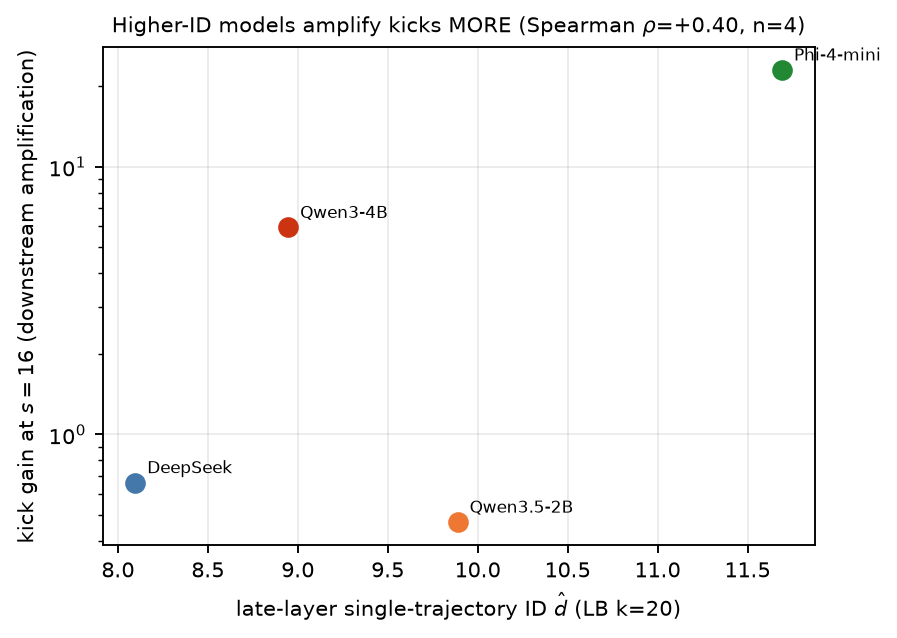 Higher-ID models amplify kicks MORE (Spearman ρ=+0.40, n=4)
kick gain at s = 16 (downstream amplification)
10¹
10⁰
Phi-4-mini
Qwen3-4B
DeepSeek
Qwen3.5-2B
8.0 8.5 9.0 9.5 10.0 10.5 11.0 11.5
late-layer single-trajectory ID d̂ (LB k=20)